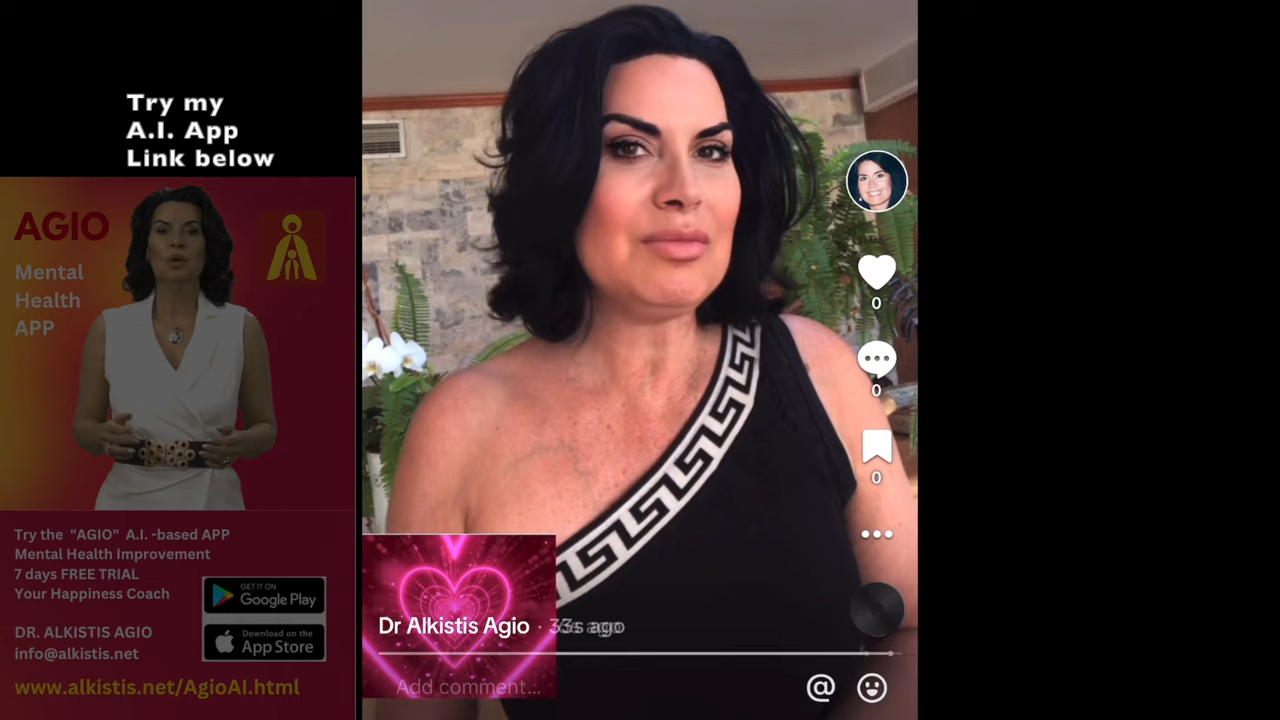 Try my
A.I. App
Link below
AGIO
Mental
Health
APP
Try the "AGIO" A.I. -based APP
Mental Health Improvement
7 days FREE TRIAL
Your Happiness Coach
GET IT ON
Google Play
DR. ALKISTIS AGIO
info@alkistis.net
Download on the
App Store
www.alkistis.net/AgioAI.html
0
0
0
Dr Alkistis Agio · 33s ago
Add comment...
@